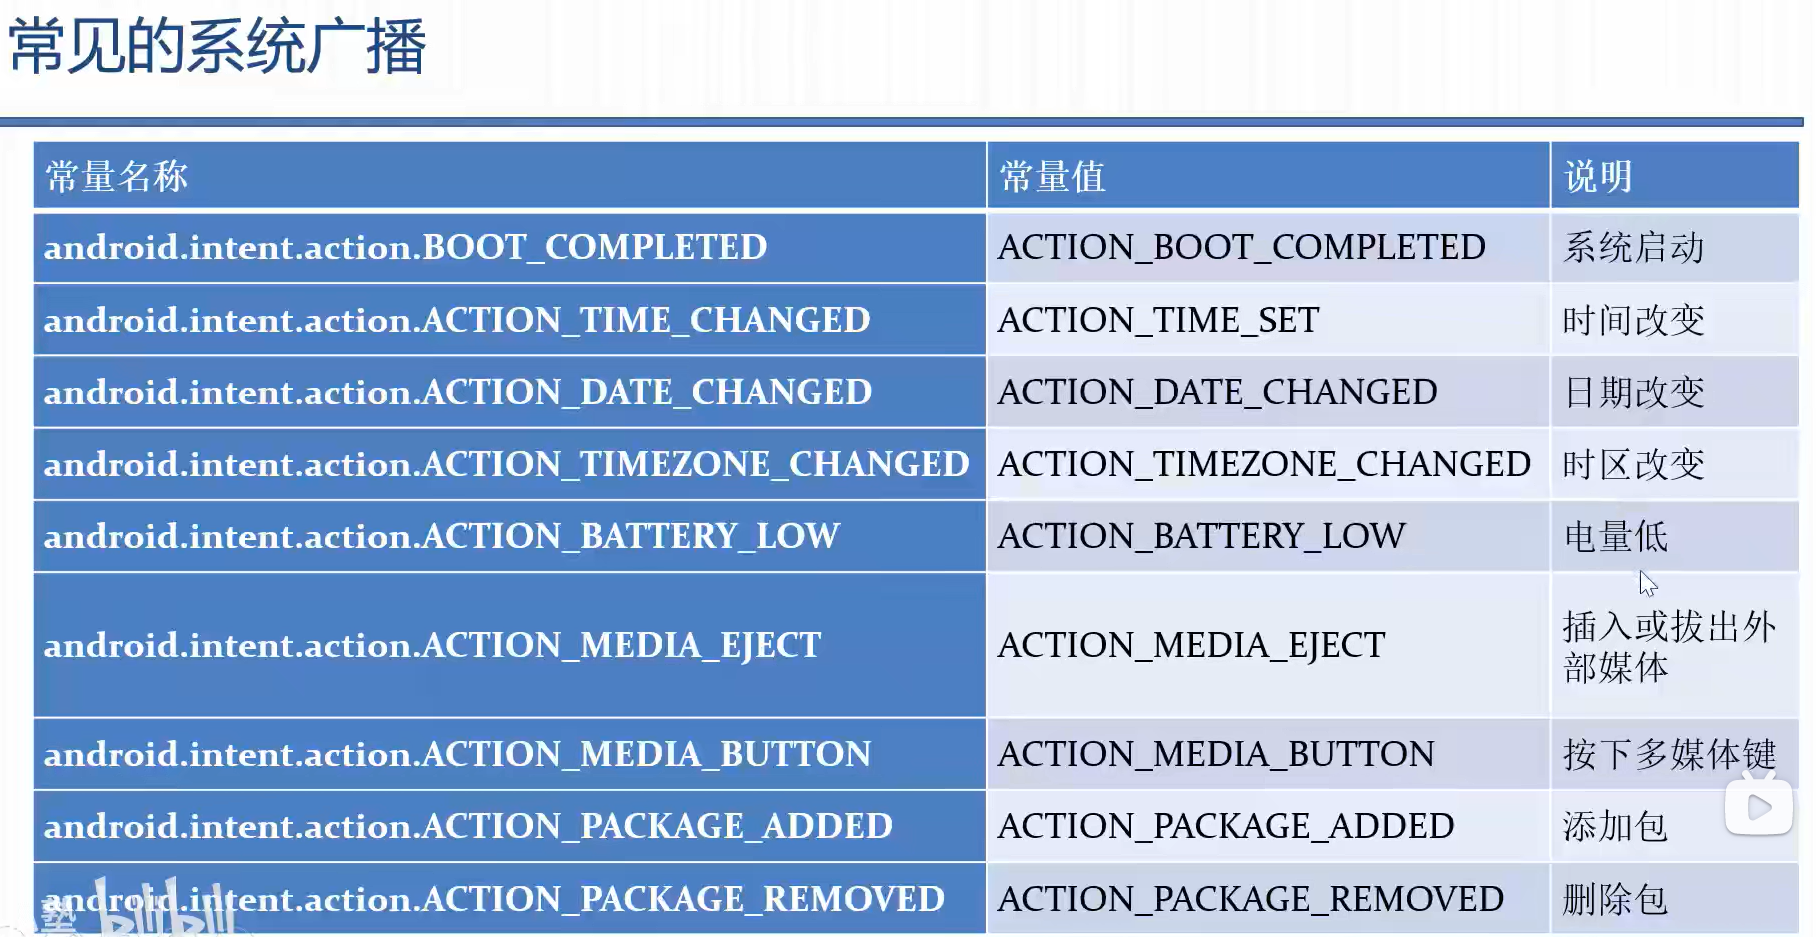 常见的系统广播
常量名称 常量值 说明
android.intent.action.BOOT_COMPLETED ACTION_BOOT_COMPLETED 系统启动
android.intent.action.ACTION_TIME_CHANGED ACTION_TIME_SET 时间改变
android.intent.action.ACTION_DATE_CHANGED ACTION_DATE_CHANGED 日期改变
android.intent.action.ACTION_TIMEZONE_CHANGED ACTION_TIMEZONE_CHANGED 时区改变
android.intent.action.ACTION_BATTERY_LOW ACTION_BATTERY_LOW 电量低
android.intent.action.ACTION_MEDIA_EJECT ACTION_MEDIA_EJECT 插入或拔出外
部媒体
android.intent.action.ACTION_MEDIA_BUTTON ACTION_MEDIA_BUTTON 按下多媒体键
android.intent.action.ACTION_PACKAGE_ADDED ACTION_PACKAGE_ADDED 添加包
android.intent.action.ACTION_PACKAGE_REMOVED ACTION_PACKAGE_REMOVED 删除包
塾 bilibili